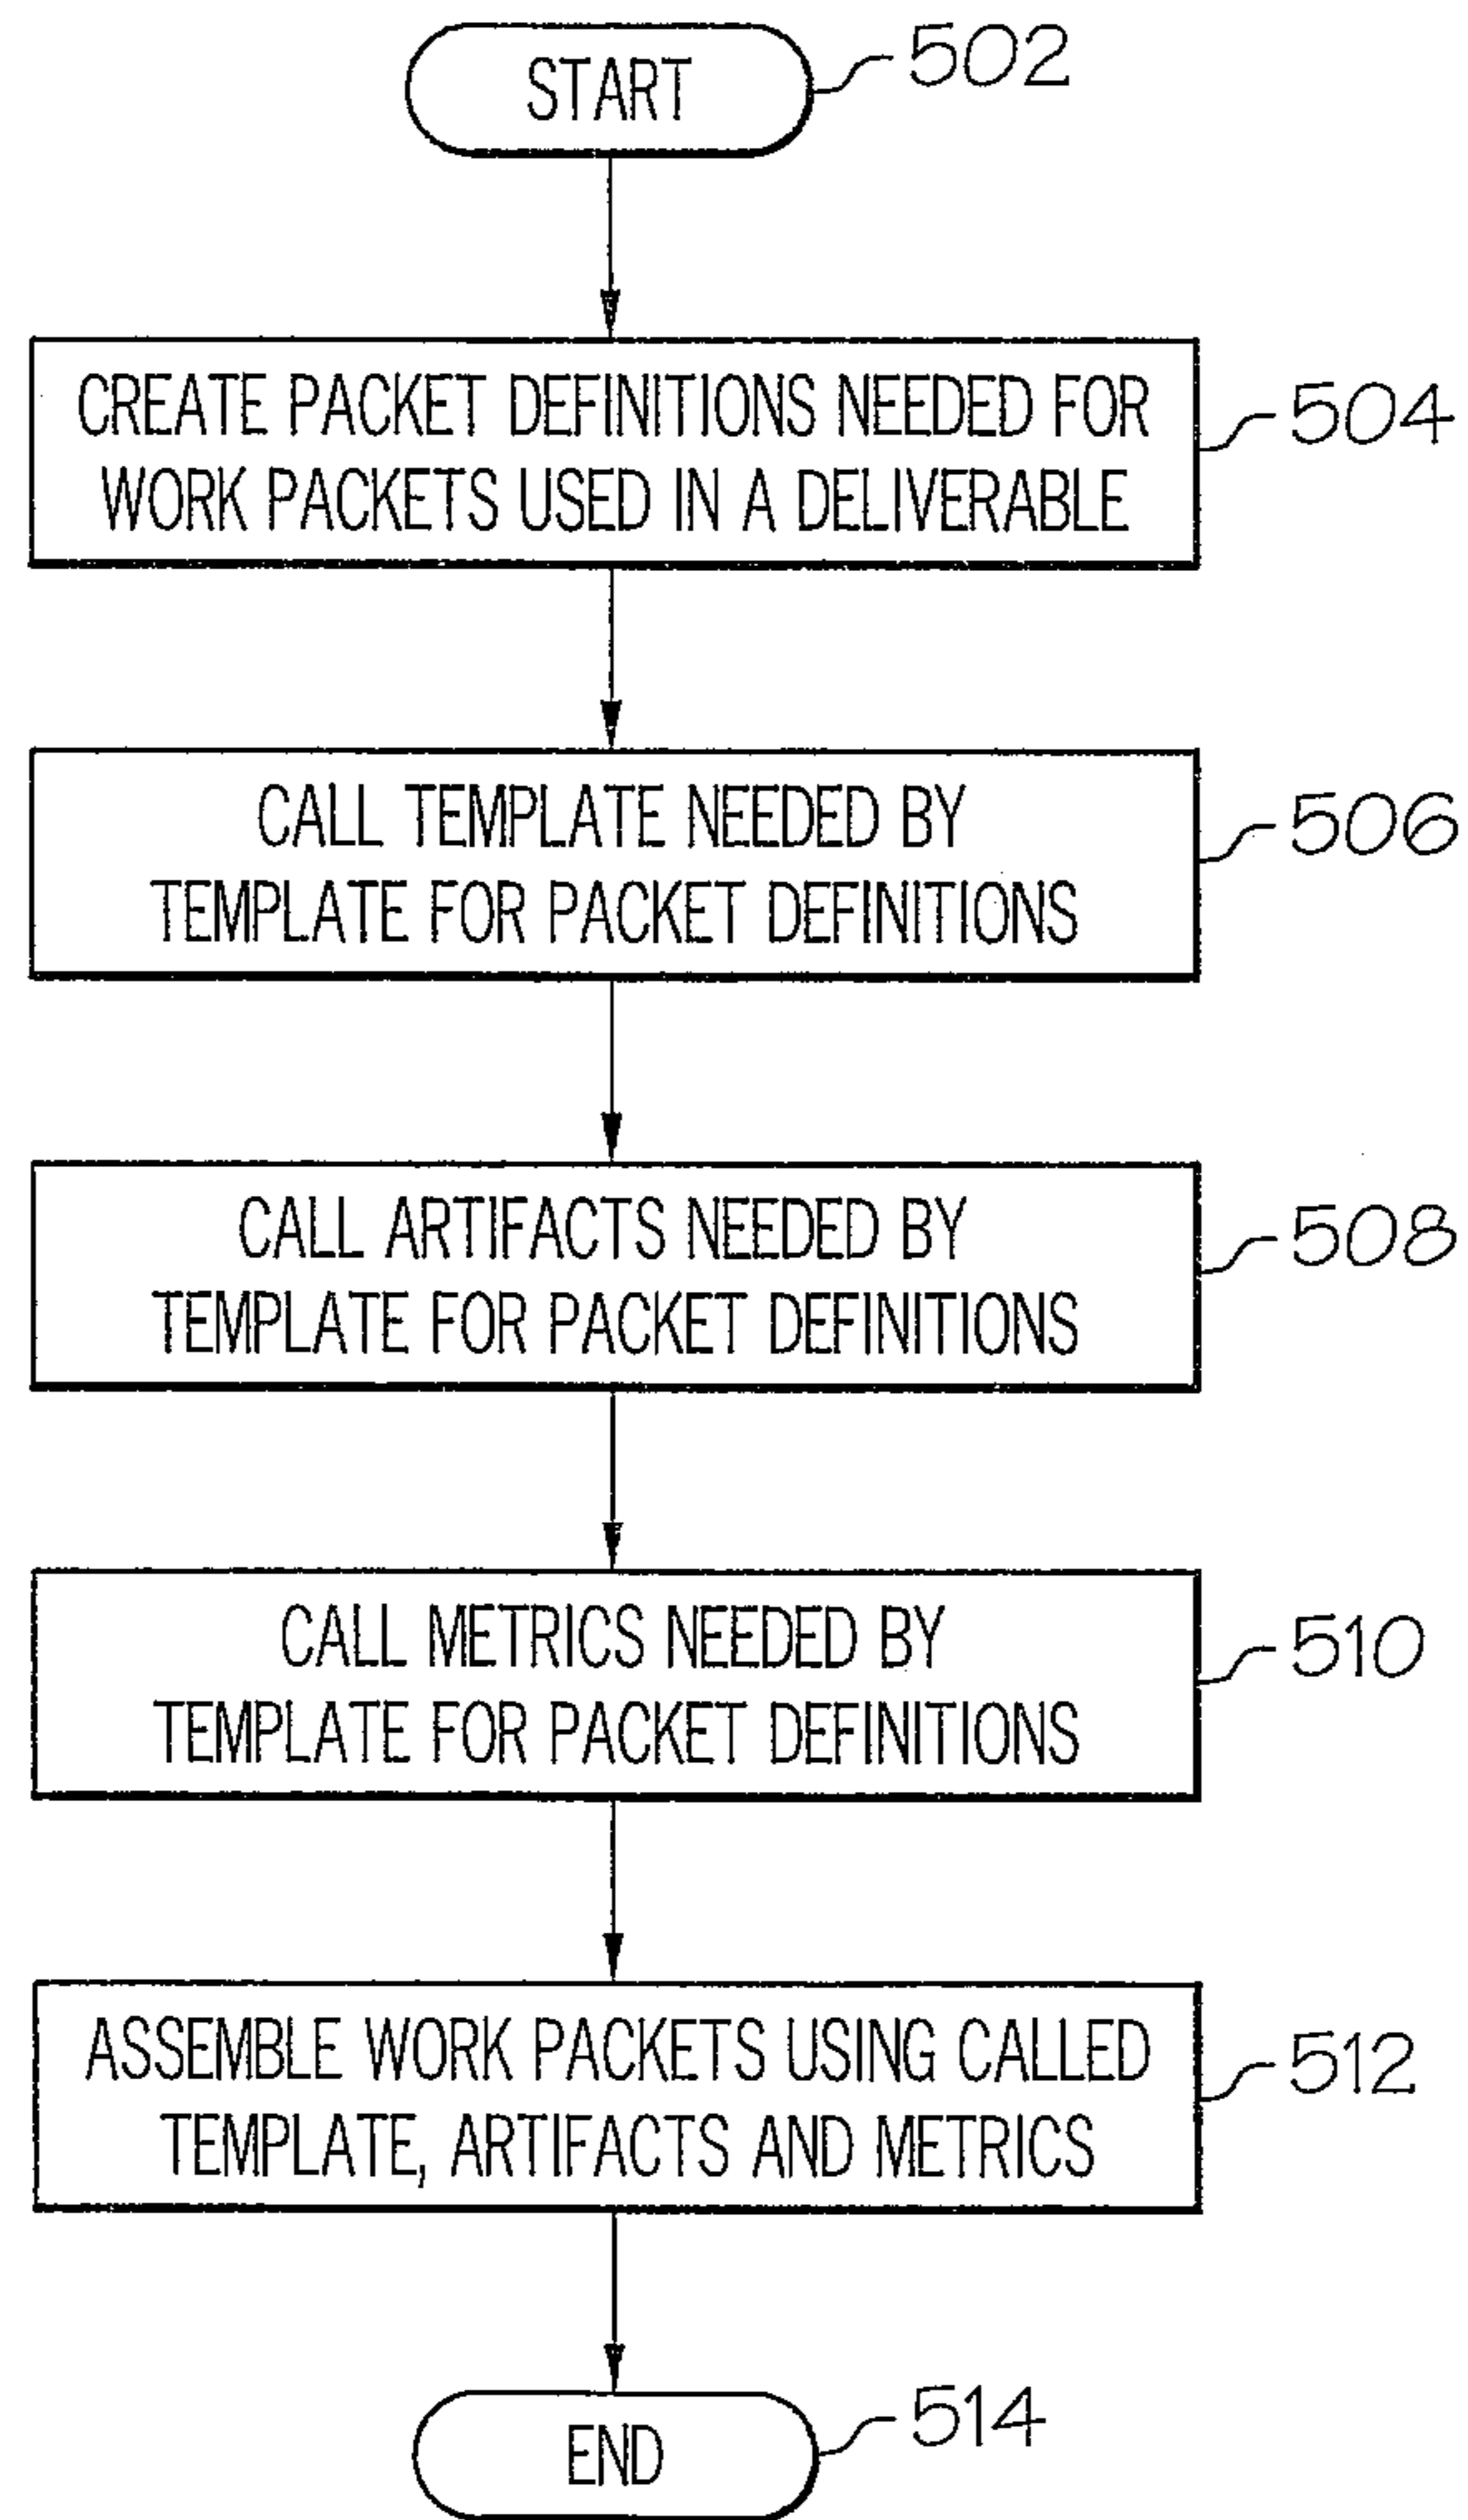 START
502
CREATE PACKET DEFINITIONS NEEDED FOR
WORK PACKETS USED IN A DELIVERABLE
504
CALL TEMPLATE NEEDED BY
TEMPLATE FOR PACKET DEFINITIONS
506
CALL ARTIFACTS NEEDED BY
TEMPLATE FOR PACKET DEFINITIONS
508
CALL METRICS NEEDED BY
TEMPLATE FOR PACKET DEFINITIONS
510
ASSEMBLE WORK PACKETS USING CALLED
TEMPLATE, ARTIFACTS AND METRICS
512
END
514